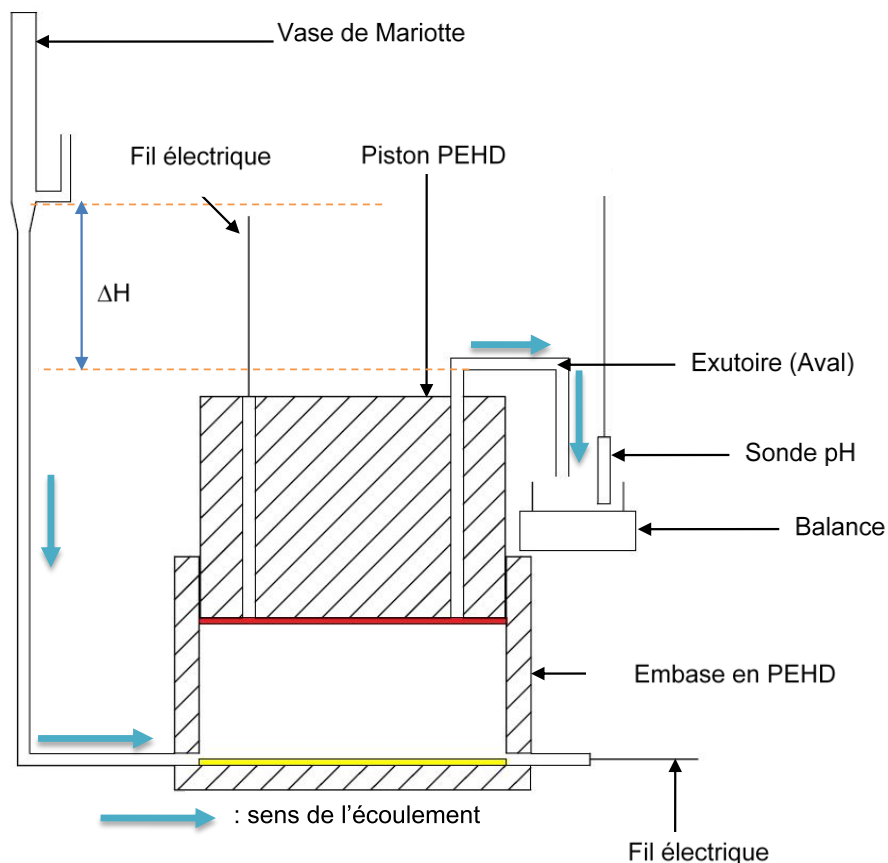 Vase de Mariotte
Fil électrique
Piston PEHD
ΔH
Exutoire (Aval)
Sonde pH
Balance
Embase en PEHD
: sens de l’écoulement
Fil électrique